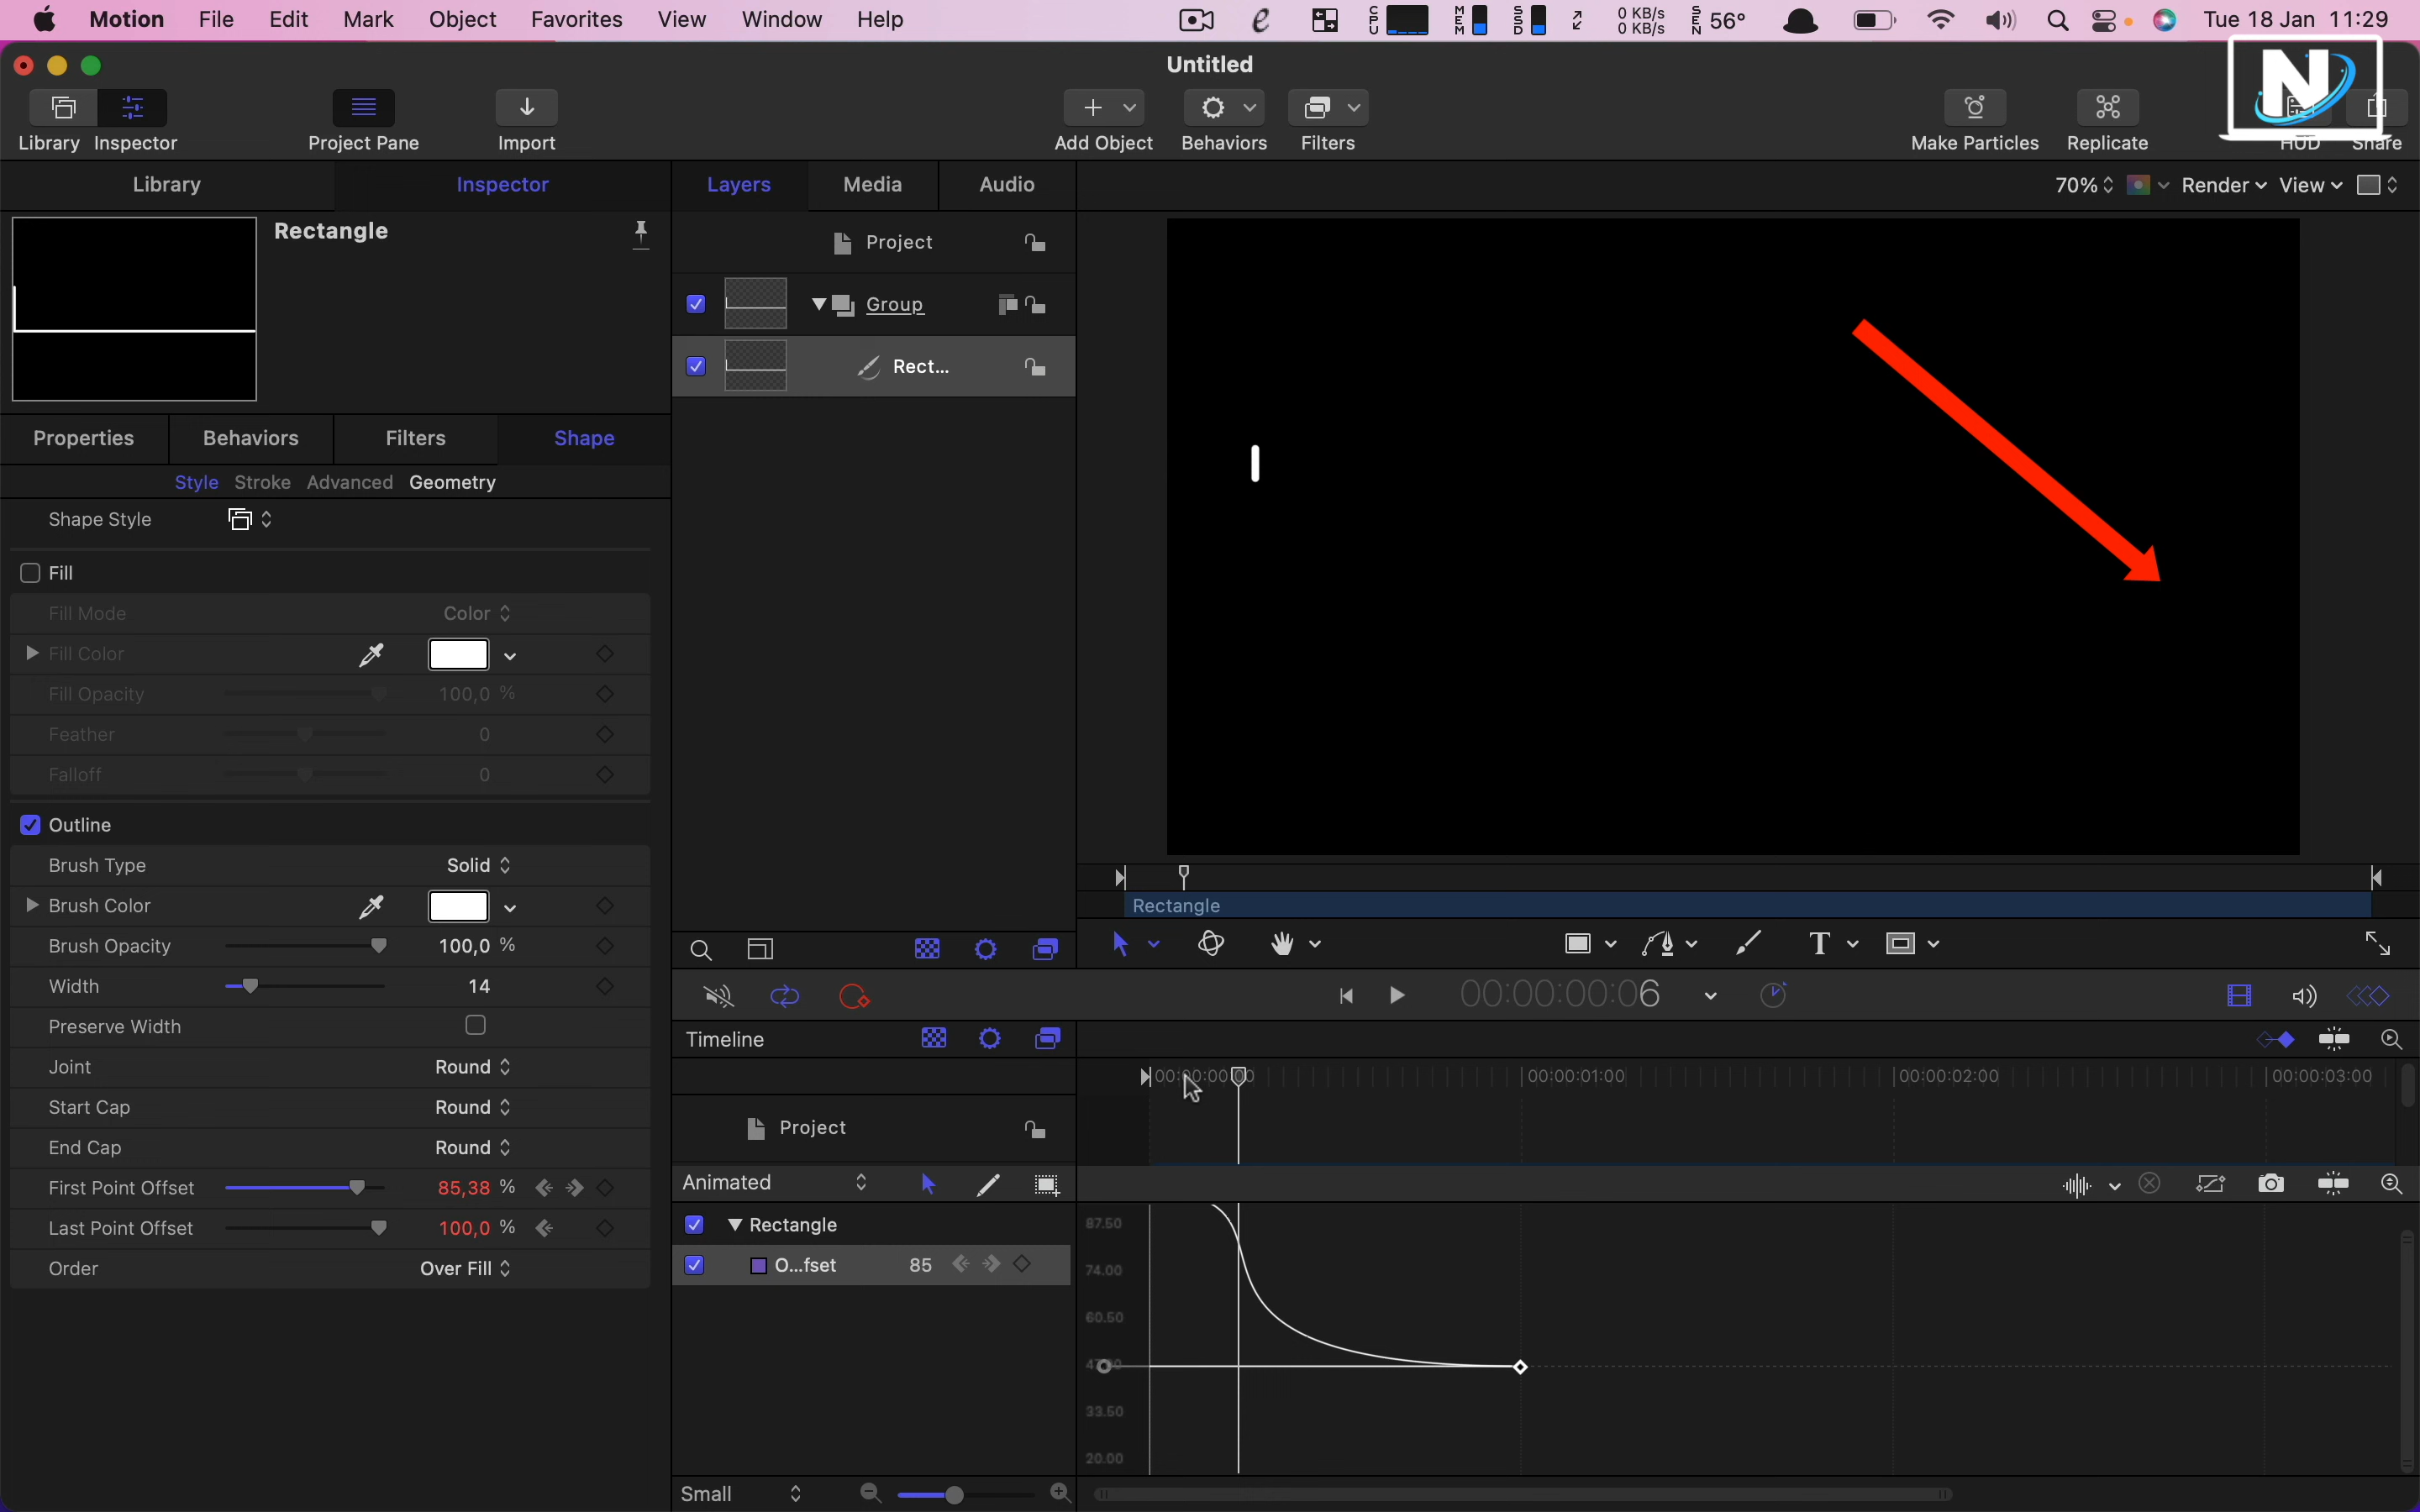 Motion File Edit Mark Object Favorites View Window Help
CPU MEM SSD 0 KB/s 0 KB/s SEN 56° Tue 18 Jan 11:29
Untitled
N
Library Inspector Project Pane Import Add Object Behaviors Filters Make Particles Replicate HUD Share
Library Inspector Layers Media Audio 70% Render View
Rectangle
Project
Group
Rect...
Properties Behaviors Filters Shape
Style Stroke Advanced Geometry
Shape Style
Fill
Fill Mode Color
Fill Color
Fill Opacity 100,0 %
Feather 0
Falloff 0
Outline
Brush Type Solid
Brush Color
Brush Opacity 100,0 %
Width 14
Preserve Width
Joint Round
Start Cap Round
End Cap Round
First Point Offset 85,38 %
Last Point Offset 100,0 %
Order Over Fill
Rectangle
T
00:00:00:06
Timeline
00:00:01:00 00:00:02:00 00:00:03:00
Project
Animated
Rectangle
O...fset 85
87.50
74.00
60.50
33.50
20.00
Small